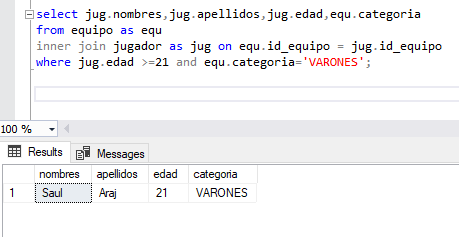 select jug.nombres,jug.apellidos,jug.edad,equ.categoria
from equipo as equ
inner join jugador as jug on equ.id_equipo = jug.id_equipo
where jug.edad >=21 and equ.categoria='VARONES';
100 %
Results Messages
nombres apellidos edad categoria
1 Saul Araj 21 VARONES